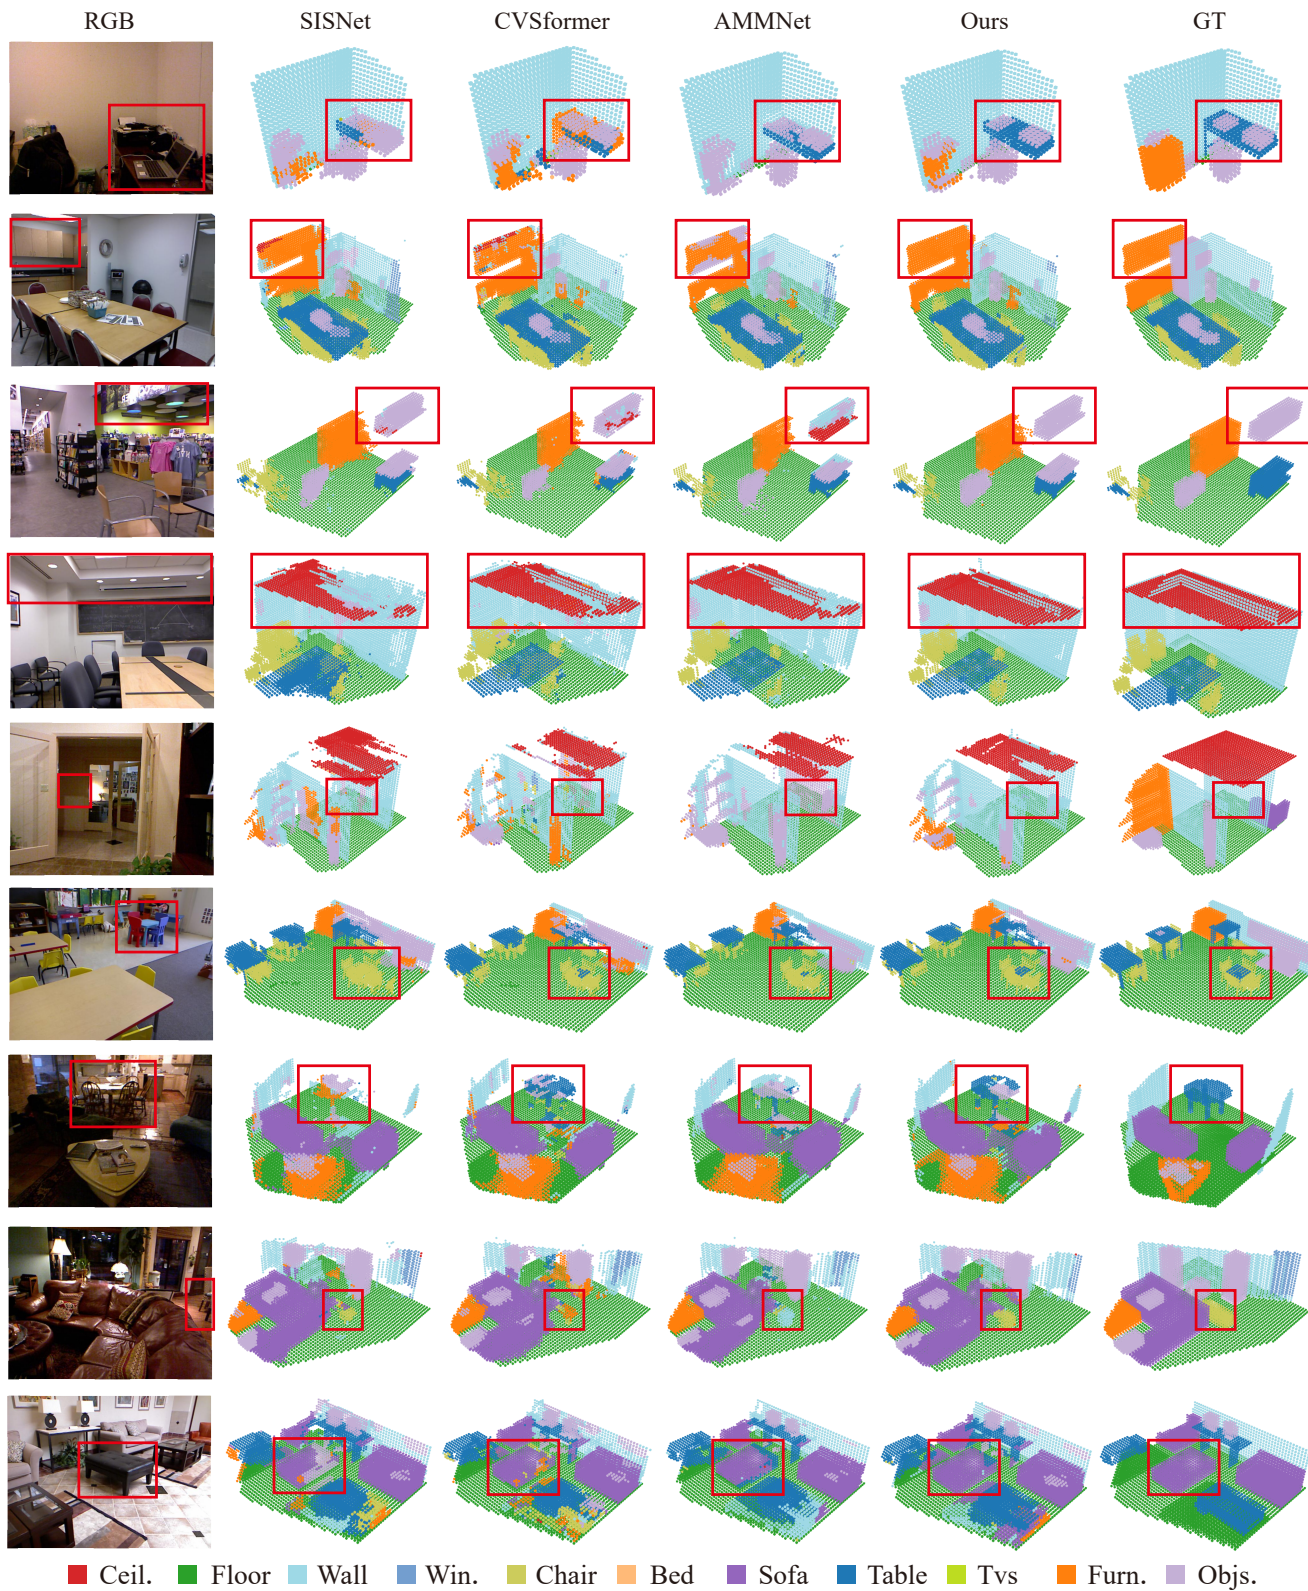 RGB SISNet CVSformer AMMNet Ours GT
Ceil. Floor Wall Win. Chair Bed Sofa Table Tvs Furn. Objs.